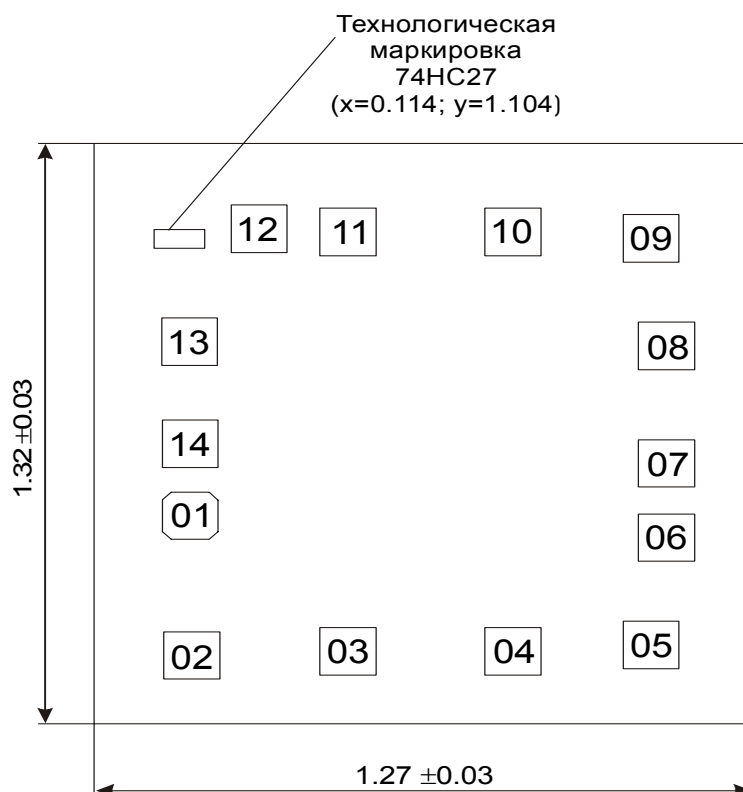 Технологическая
маркировка
74HC27
(x=0.114; y=1.104)
12 11 10 09
13 08
14 07
01 06
02 03 04 05
1.32 ±0.03
1.27 ±0.03